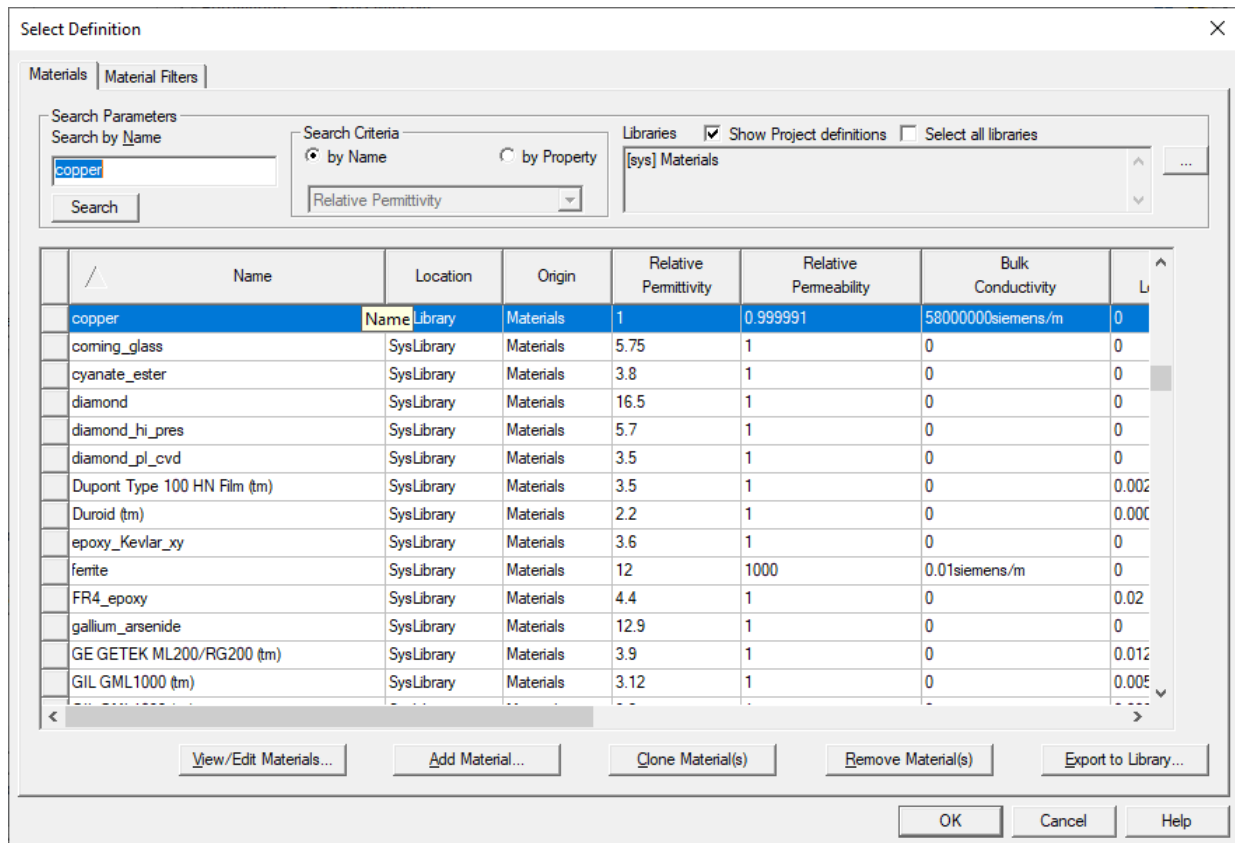 Select Definition
Materials Material Filters
Search Parameters
Search by Name
copper
Search
Search Criteria
by Name by Property
Relative Permittivity
Libraries Show Project definitions Select all libraries
[sys] Materials
...
Name Location Origin Relative Permittivity Relative Permeability Bulk Conductivity
copper Name Library Materials 1 0.999991 58000000siemens/m 0
corning_glass SysLibrary Materials 5.75 1 0 0
cyanate_ester SysLibrary Materials 3.8 1 0 0
diamond SysLibrary Materials 16.5 1 0 0
diamond_hi_pres SysLibrary Materials 5.7 1 0 0
diamond_pl_cvd SysLibrary Materials 3.5 1 0 0
Dupont Type 100 HN Film (tm) SysLibrary Materials 3.5 1 0 0.002
Duroid (tm) SysLibrary Materials 2.2 1 0 0.000
epoxy_Kevlar_xy SysLibrary Materials 3.6 1 0 0
ferrite SysLibrary Materials 12 1000 0.01siemens/m 0
FR4_epoxy SysLibrary Materials 4.4 1 0 0.02
gallium_arsenide SysLibrary Materials 12.9 1 0 0
GE GETEK ML200/RG200 (tm) SysLibrary Materials 3.9 1 0 0.012
GIL GML1000 (tm) SysLibrary Materials 3.12 1 0 0.005
View/Edit Materials... Add Material... Clone Material(s) Remove Material(s) Export to Library...
OK Cancel Help